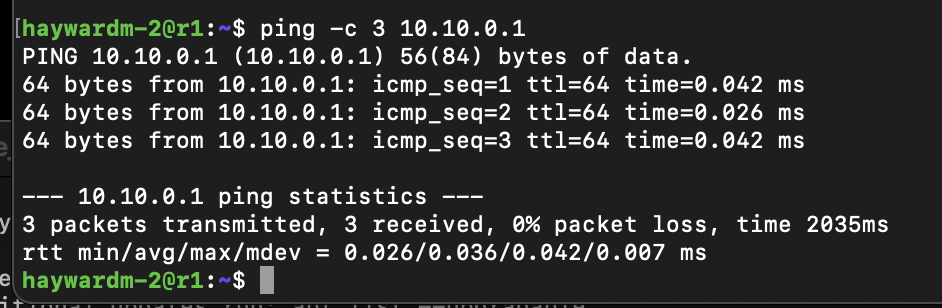 [haywardm-2@r1:~$ ping -c 3 10.10.0.1
PING 10.10.0.1 (10.10.0.1) 56(84) bytes of data.
64 bytes from 10.10.0.1: icmp_seq=1 ttl=64 time=0.042 ms
64 bytes from 10.10.0.1: icmp_seq=2 ttl=64 time=0.026 ms
64 bytes from 10.10.0.1: icmp_seq=3 ttl=64 time=0.042 ms
--- 10.10.0.1 ping statistics ---
3 packets transmitted, 3 received, 0% packet loss, time 2035ms
rtt min/avg/max/mdev = 0.026/0.036/0.042/0.007 ms
haywardm-2@r1:~$